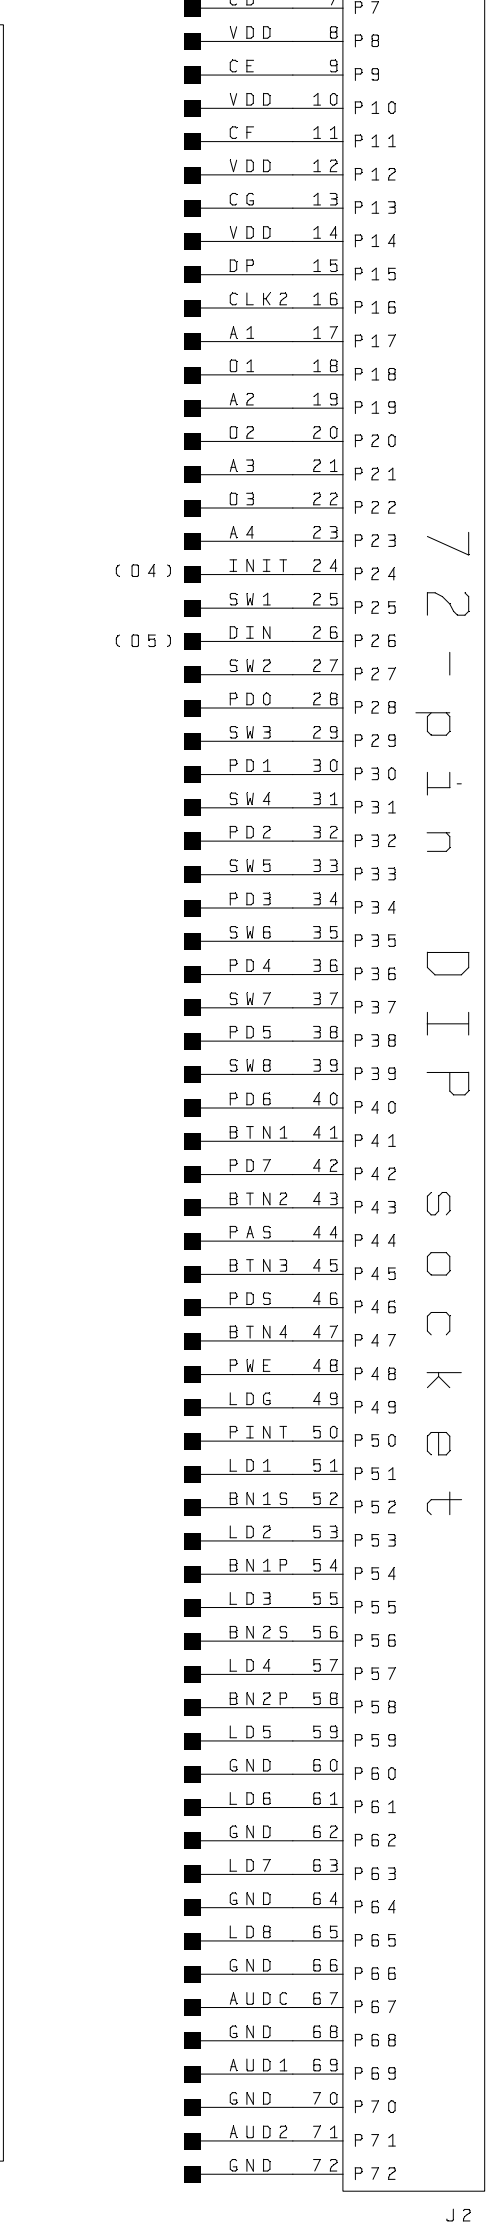 CD 7 P7
VDD 8 P8
CE 9 P9
VDD 10 P10
CF 11 P11
VDD 12 P12
CG 13 P13
VDD 14 P14
DP 15 P15
CLK2 16 P16
A1 17 P17
O1 18 P18
A2 19 P19
O2 20 P20
A3 21 P21
O3 22 P22
A4 23 P23
(O4) INIT 24 P24
SW1 25 P25
(O5) DIN 26 P26
SW2 27 P27
PD0 28 P28
SW3 29 P29
PD1 30 P30
SW4 31 P31
PD2 32 P32
SW5 33 P33
PD3 34 P34
SW6 35 P35
PD4 36 P36
SW7 37 P37
PD5 38 P38
SW8 39 P39
PD6 40 P40
BTN1 41 P41
PD7 42 P42
BTN2 43 P43
PAS 44 P44
BTN3 45 P45
PDS 46 P46
BTN4 47 P47
PWE 48 P48
LDG 49 P49
PINT 50 P50
LD1 51 P51
BN1S 52 P52
LD2 53 P53
BN1P 54 P54
LD3 55 P55
BN2S 56 P56
LD4 57 P57
BN2P 58 P58
LD5 59 P59
GND 60 P60
LD6 61 P61
GND 62 P62
LD7 63 P63
GND 64 P64
LD8 65 P65
GND 66 P66
AUDC 67 P67
GND 68 P68
AUD1 69 P69
GND 70 P70
AUD2 71 P71
GND 72 P72
72-pin DIP socket
J2